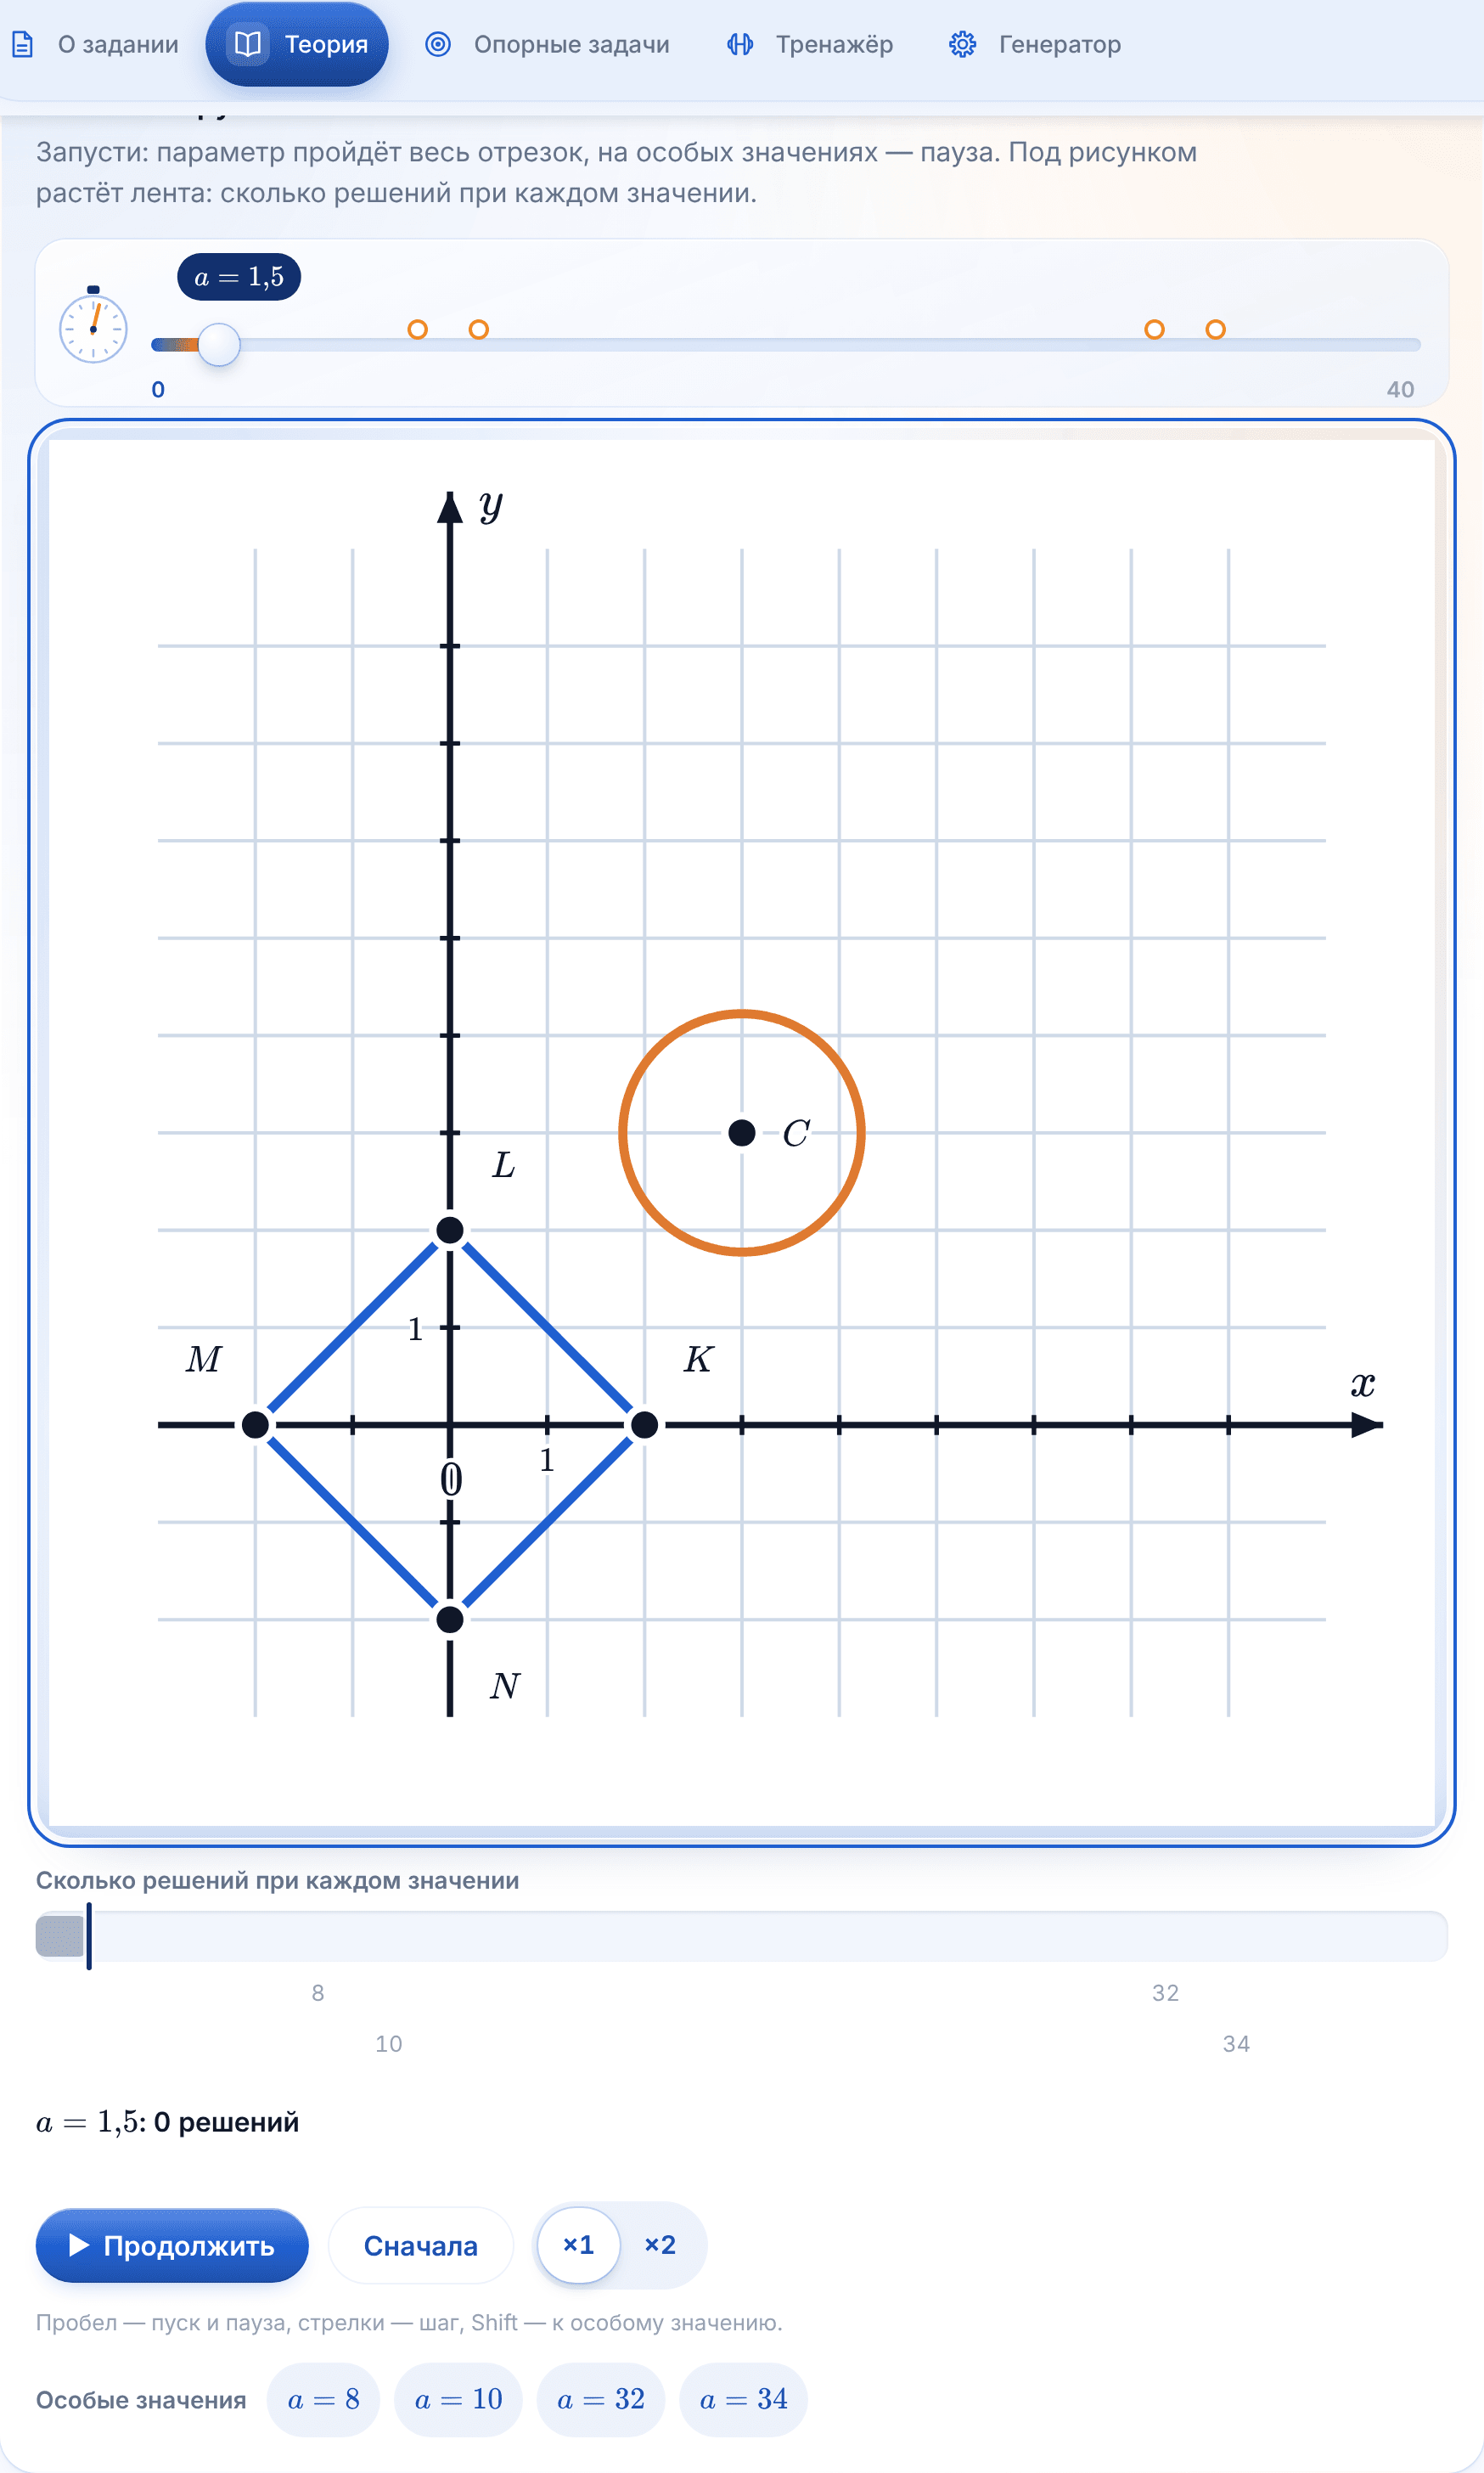 О задании
Теория
Опорные задачи
Тренажёр
Генератор
Запусти: параметр пройдёт весь отрезок, на особых значениях — пауза. Под рисунком
растёт лента: сколько решений при каждом значении.
a = 1,5
0
40
y
C
L
1
M
K
x
0
1
N
Сколько решений при каждом значении
8
32
10
34
a = 1,5: 0 решений
Продолжить
Сначала
×1
×2
Пробел — пуск и пауза, стрелки — шаг, Shift — к особому значению.
Особые значения
a = 8
a = 10
a = 32
a = 34